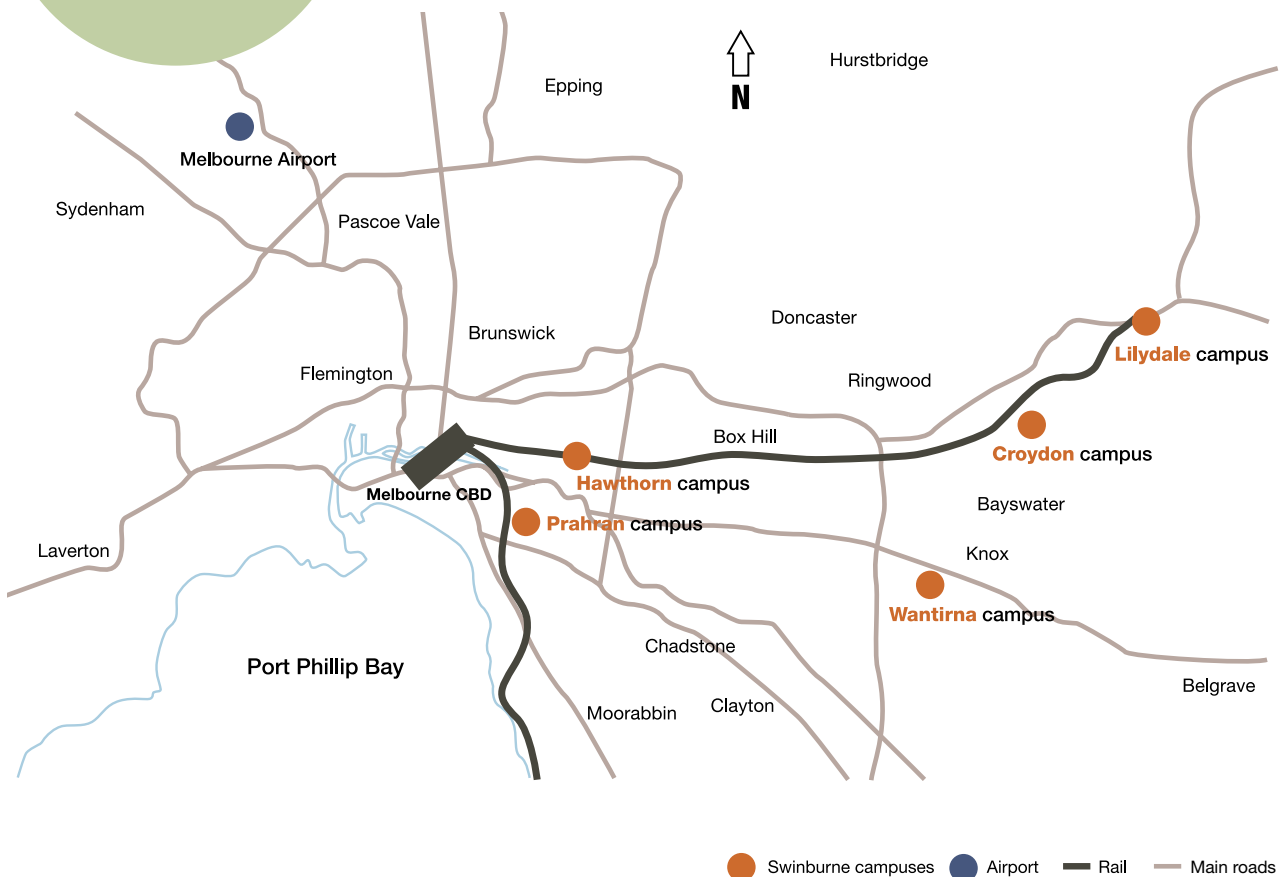 Hurstbridge
Epping
N
Melbourne Airport
Sydenham
Pascoe Vale
Doncaster
Brunswick
Lilydale campus
Flemington
Ringwood
Box Hill
Croydon campus
Hawthorn campus
Melbourne CBD
Bayswater
Prahran campus
Laverton
Knox
Wantirna campus
Chadstone
Port Phillip Bay
Belgrave
Clayton
Moorabbin
Swinburne campuses
Airport
Rail
Main roads